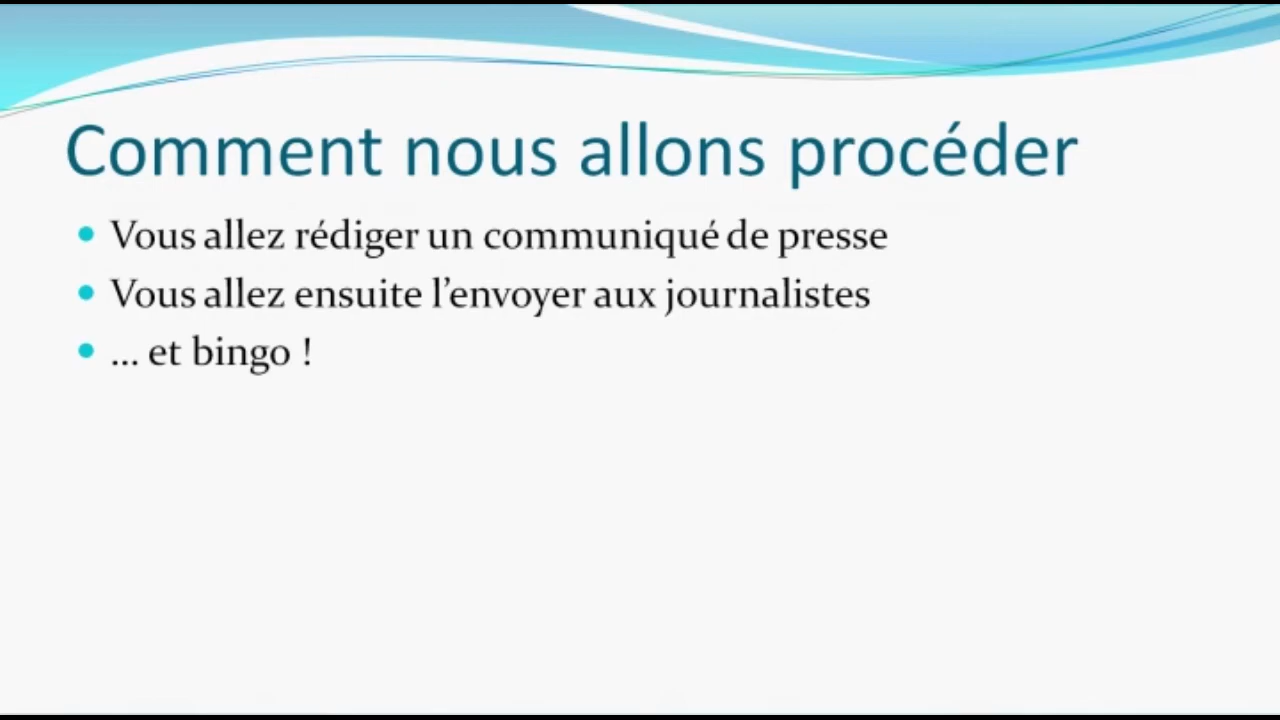 Comment nous allons procéder
• Vous allez rédiger un communiqué de presse
• Vous allez ensuite l’envoyer aux journalistes
• ... et bingo !